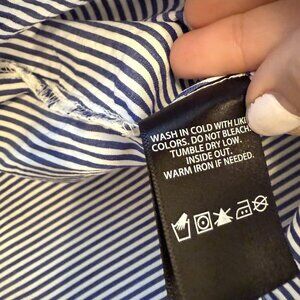 WASH IN COLD WITH LIKE
COLORS. DO NOT BLEACH.
TUMBLE DRY LOW.
INSIDE OUT.
WARM IRON IF NEEDED.